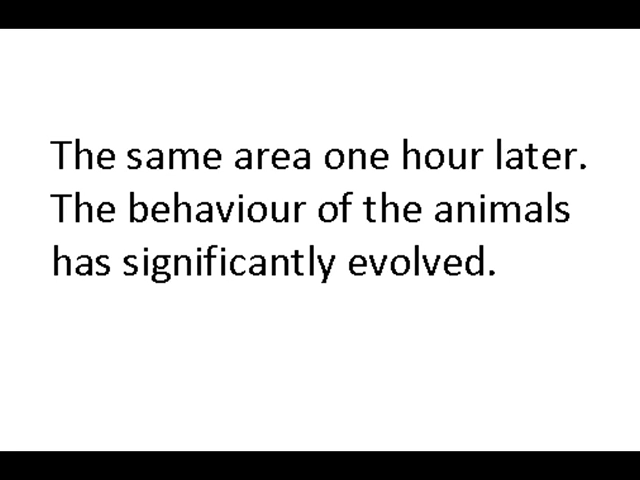 The same area one hour later.
The behaviour of the animals
has significantly evolved.